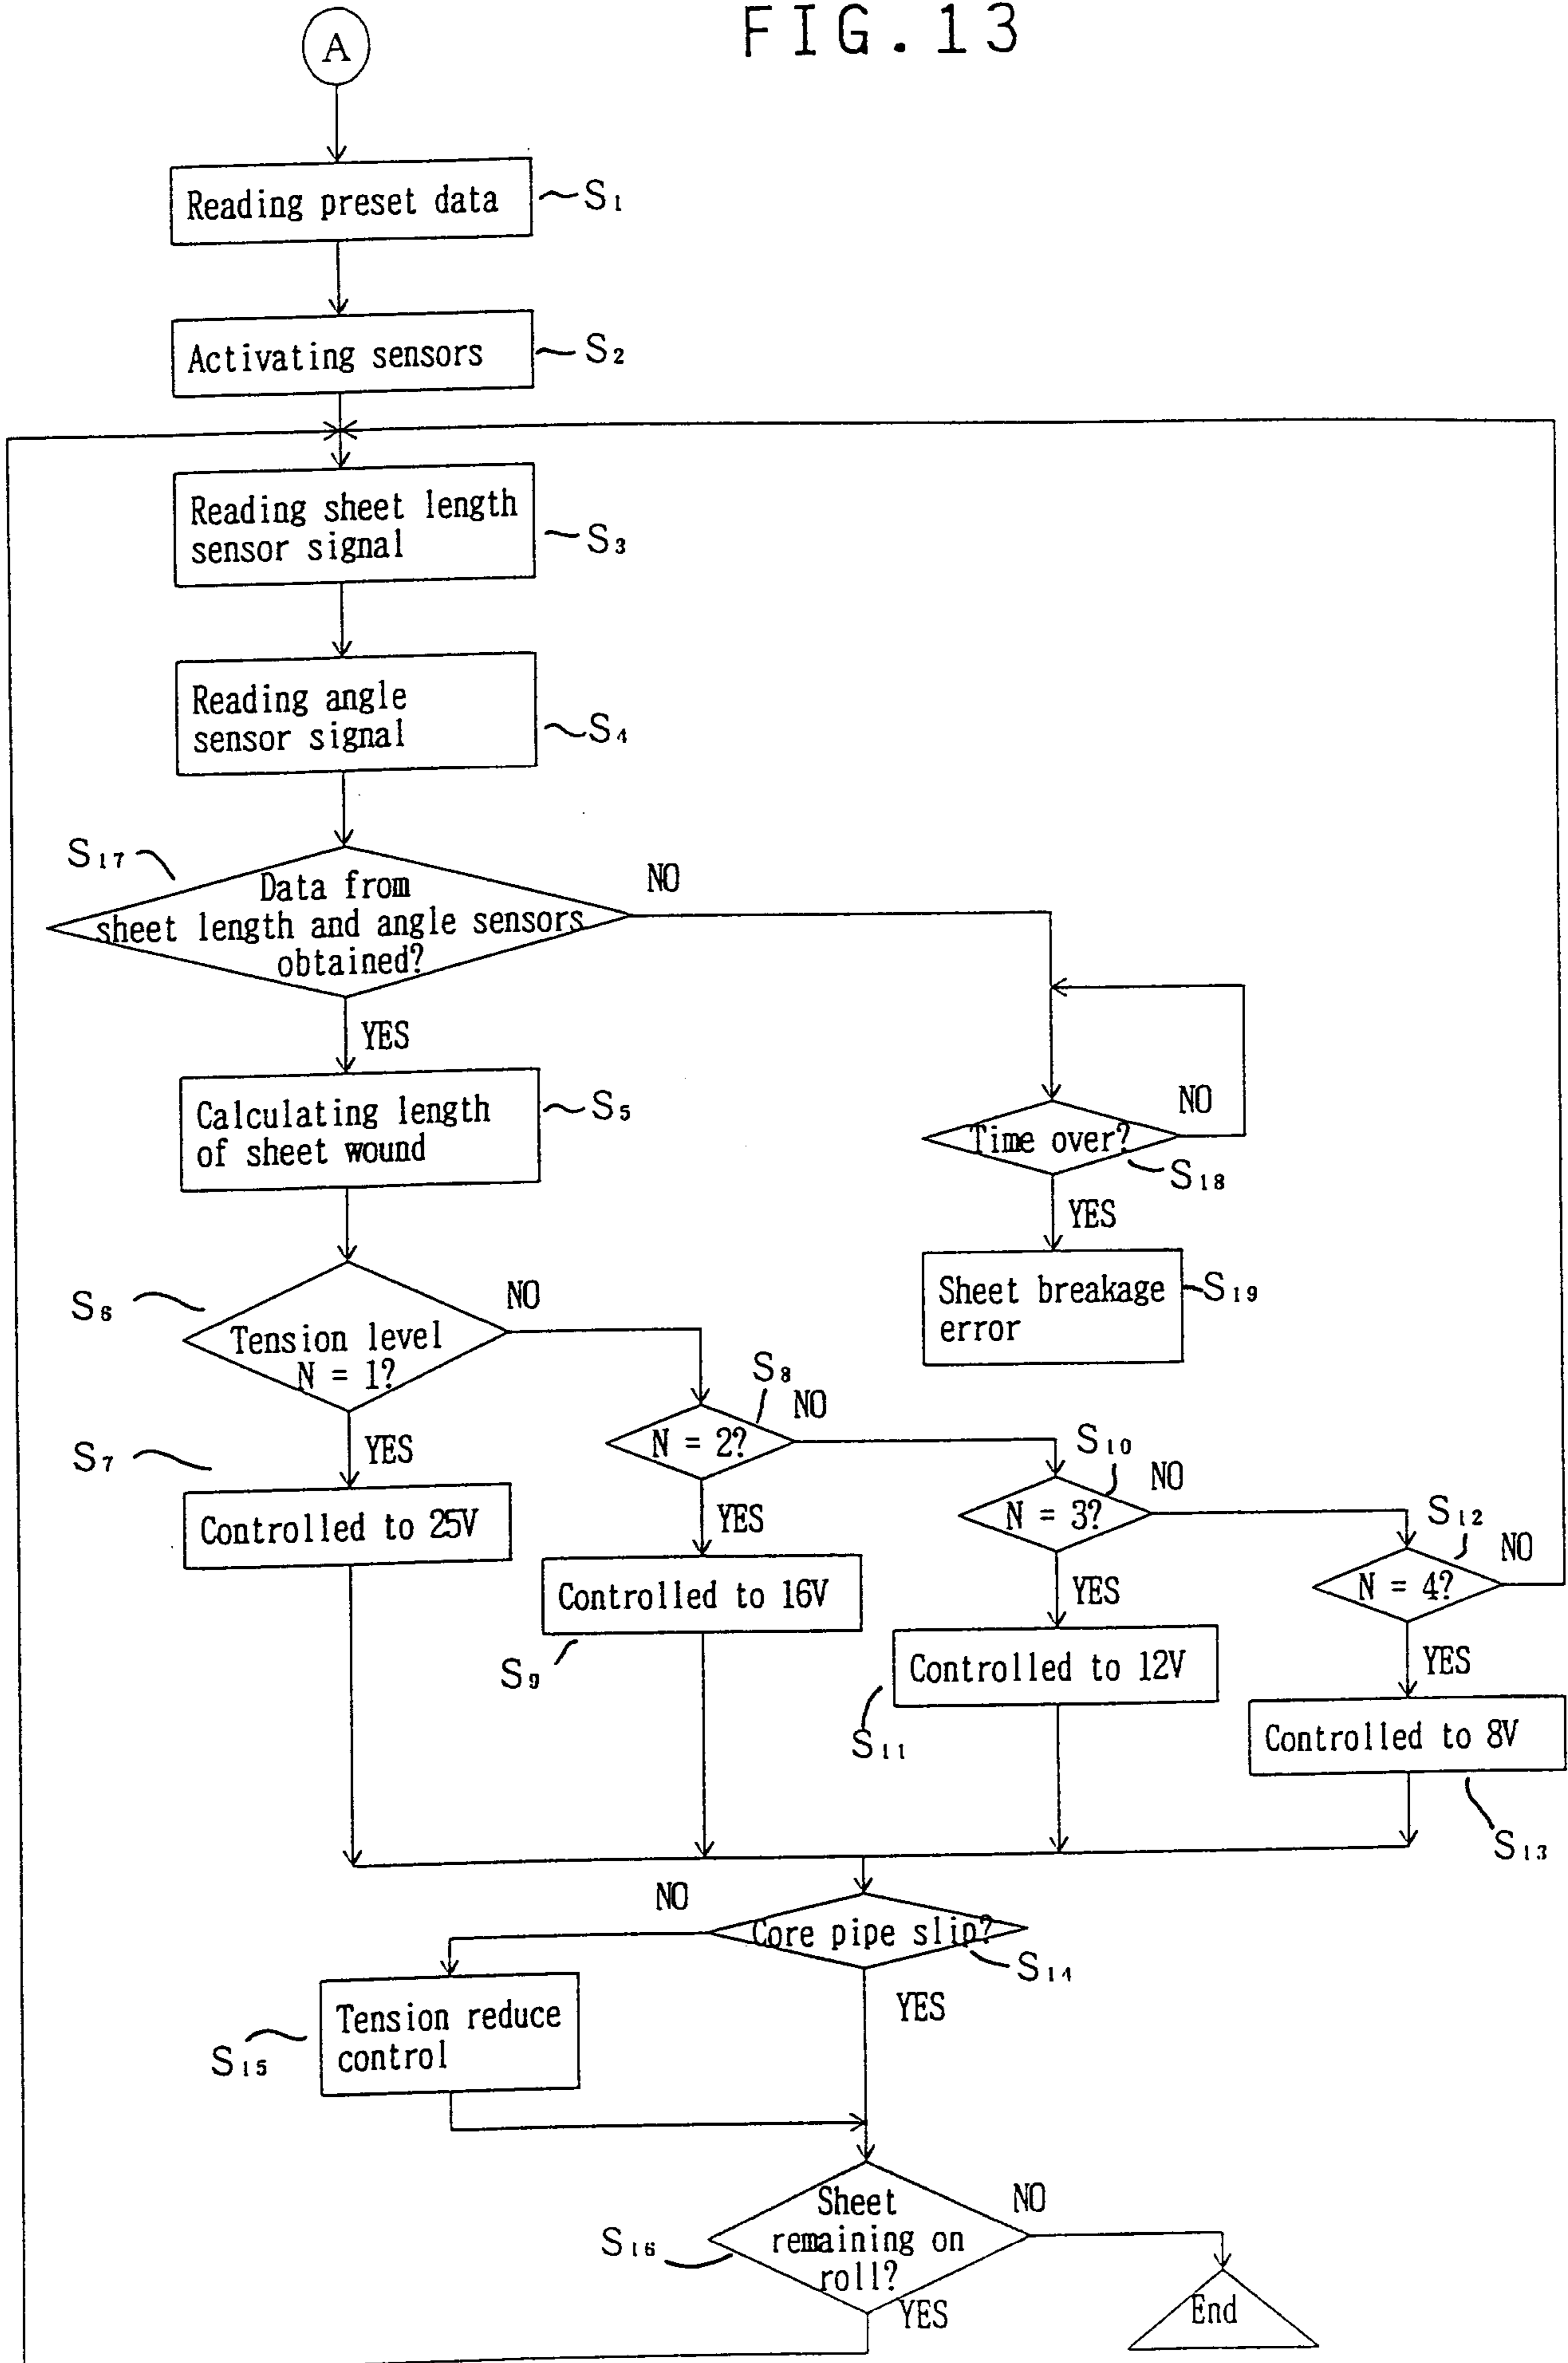 FIG.13
A
Reading preset data
S1
Activating sensors
S2
Reading sheet length
sensor signal
S3
Reading angle
sensor signal
S4
S17
Data from
sheet length and angle sensors
obtained?
NO
YES
Calculating length
of sheet wound
S5
Time over?
NO
S18
YES
Sheet breakage
error
S19
S6
Tension level
N = 1?
NO
YES
S7
Controlled to 25V
S8
N = 2?
NO
YES
Controlled to 16V
S9
S10
N = 3?
NO
YES
Controlled to 12V
S11
S12
N = 4?
NO
YES
Controlled to 8V
S13
Core pipe slip?
NO
S14
YES
Tension reduce
control
S15
Sheet
remaining on
roll?
S16
NO
YES
End